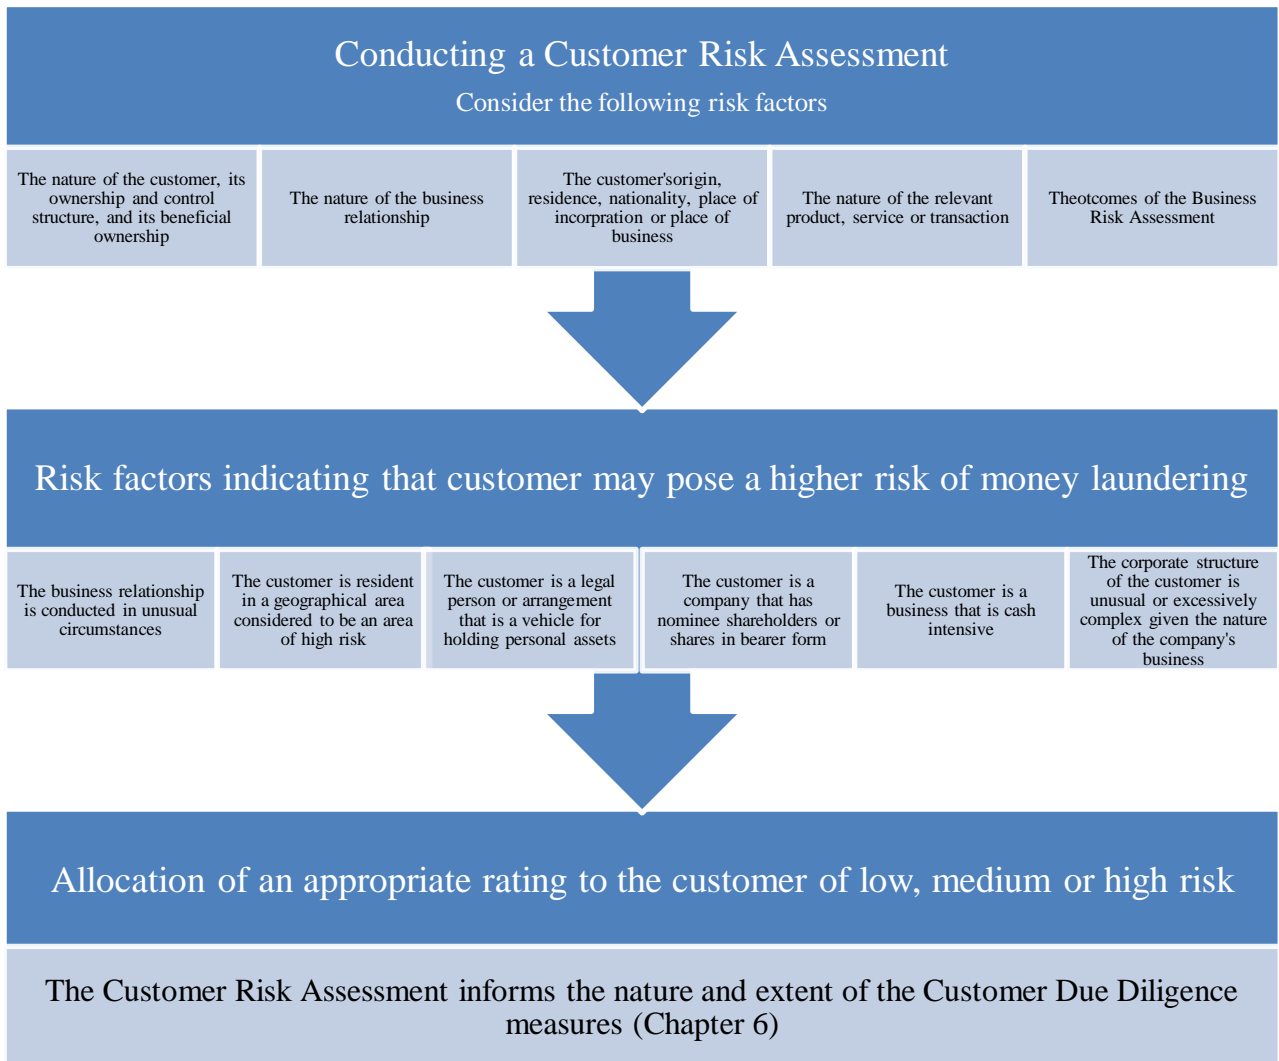 Conducting a Customer Risk Assessment
Consider the following risk factors
The nature of the customer, its
ownership and control
structure, and its beneficial
ownership
The nature of the business
relationship
The customer'sorigin,
residence, nationality, place of
incorpration or place of
business
The nature of the relevant
product, service or transaction
Theotcomes of the Business
Risk Assessment
Risk factors indicating that customer may pose a higher risk of money laundering
The business relationship
is conducted in unusual
circumstances
The customer is resident
in a geographical area
considered to be an area
of high risk
The customer is a legal
person or arrangement
that is a vehicle for
holding personal assets
The customer is a
company that has
nominee shareholders or
shares in bearer form
The customer is a
business that is cash
intensive
The corporate structure
of the customer is
unusual or excessively
complex given the nature
of the company's
business
Allocation of an appropriate rating to the customer of low, medium or high risk
The Customer Risk Assessment informs the nature and extent of the Customer Due Diligence
measures (Chapter 6)